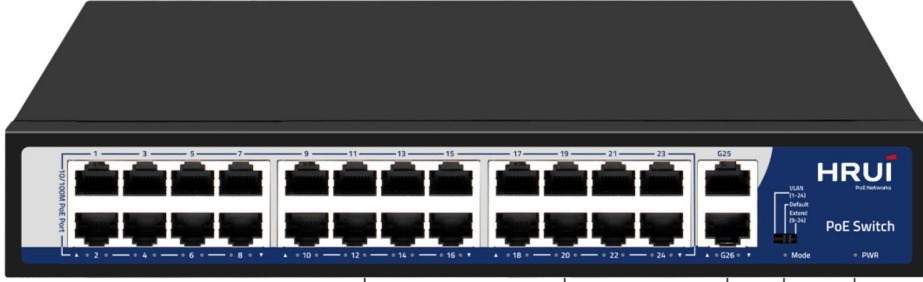 1 3 5 7 9 11 13 15 17 19 21 23 G25
10/100M PoE Port
HRUI
PoE Networks
VLAN
(1-24)
Default
Extend
(9-24)
PoE Switch
2 4 6 8 10 12 14 16 18 20 22 24 G26 Mode PWR